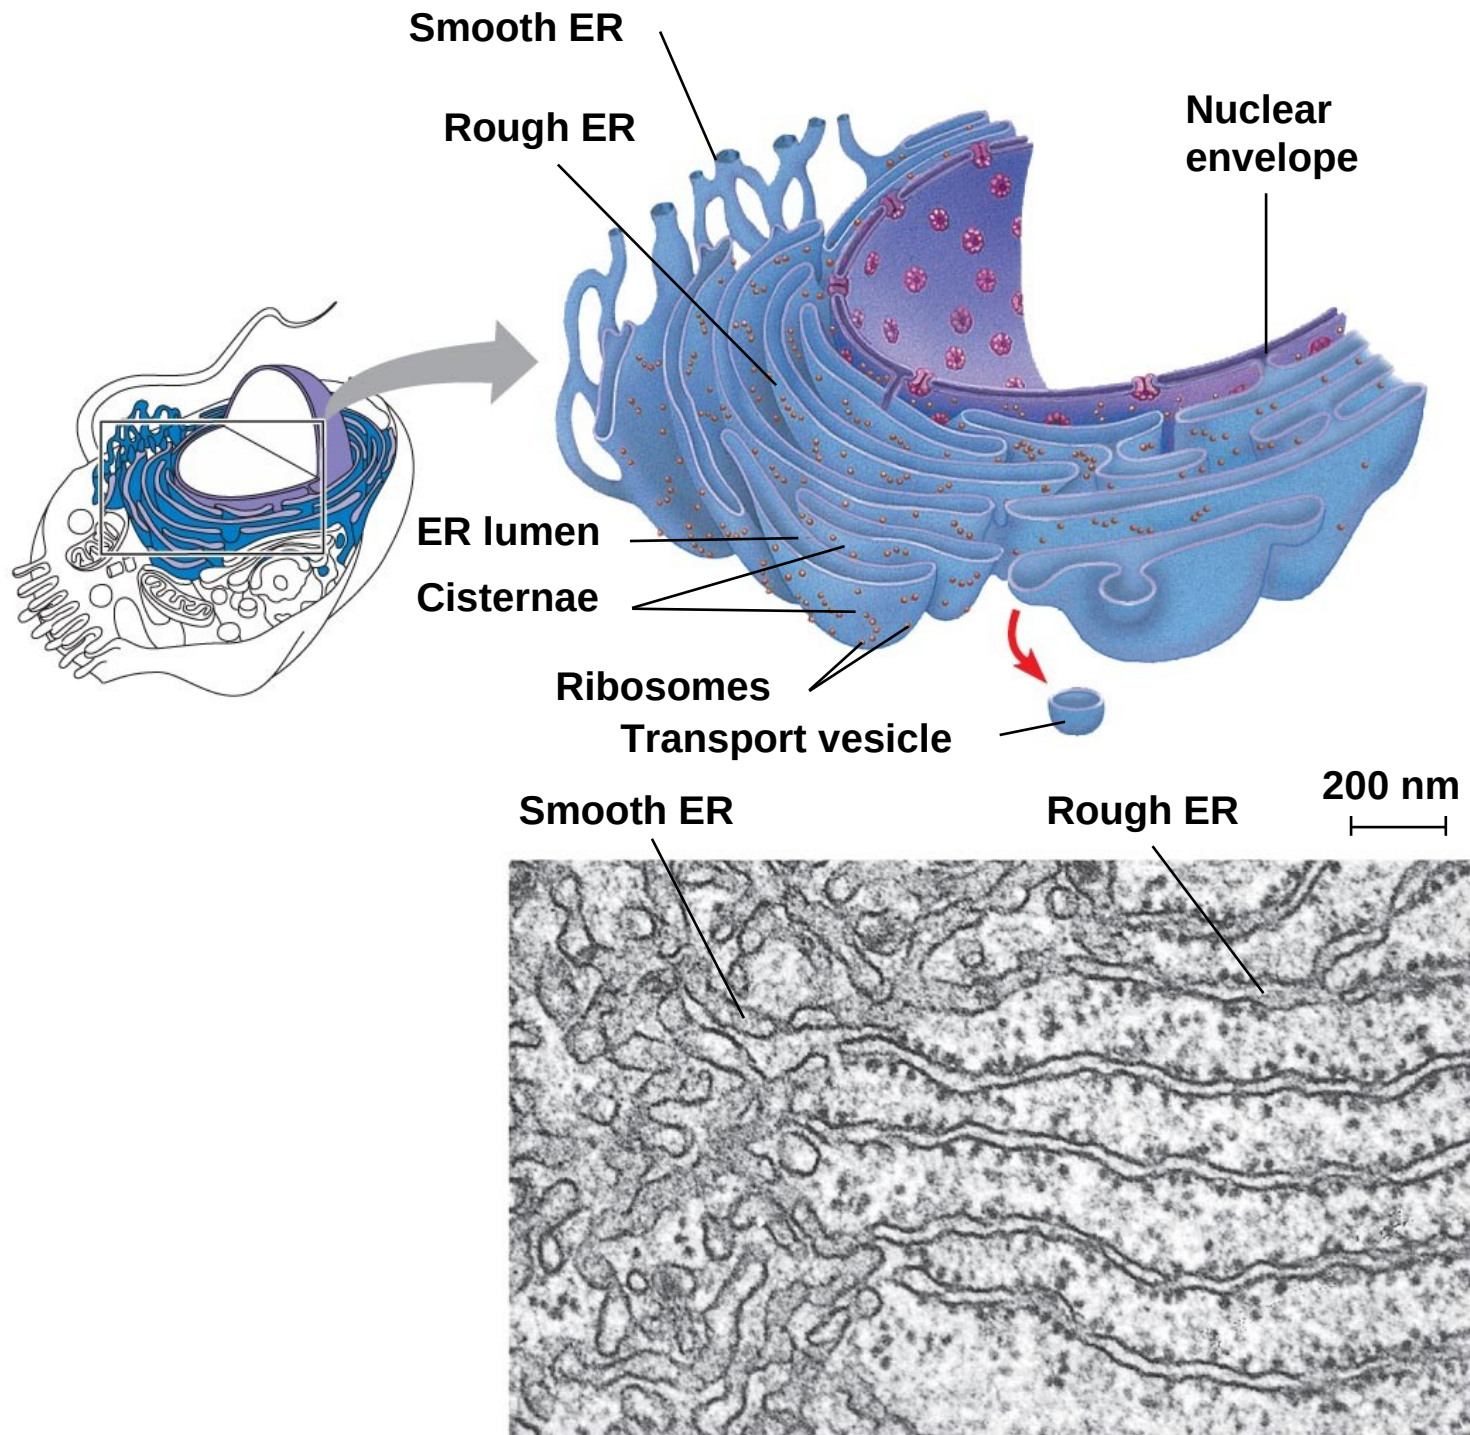 Smooth ER
Rough ER
Nuclear
envelope
ER lumen
Cisternae
Ribosomes
Transport vesicle
200 nm
Smooth ER
Rough ER